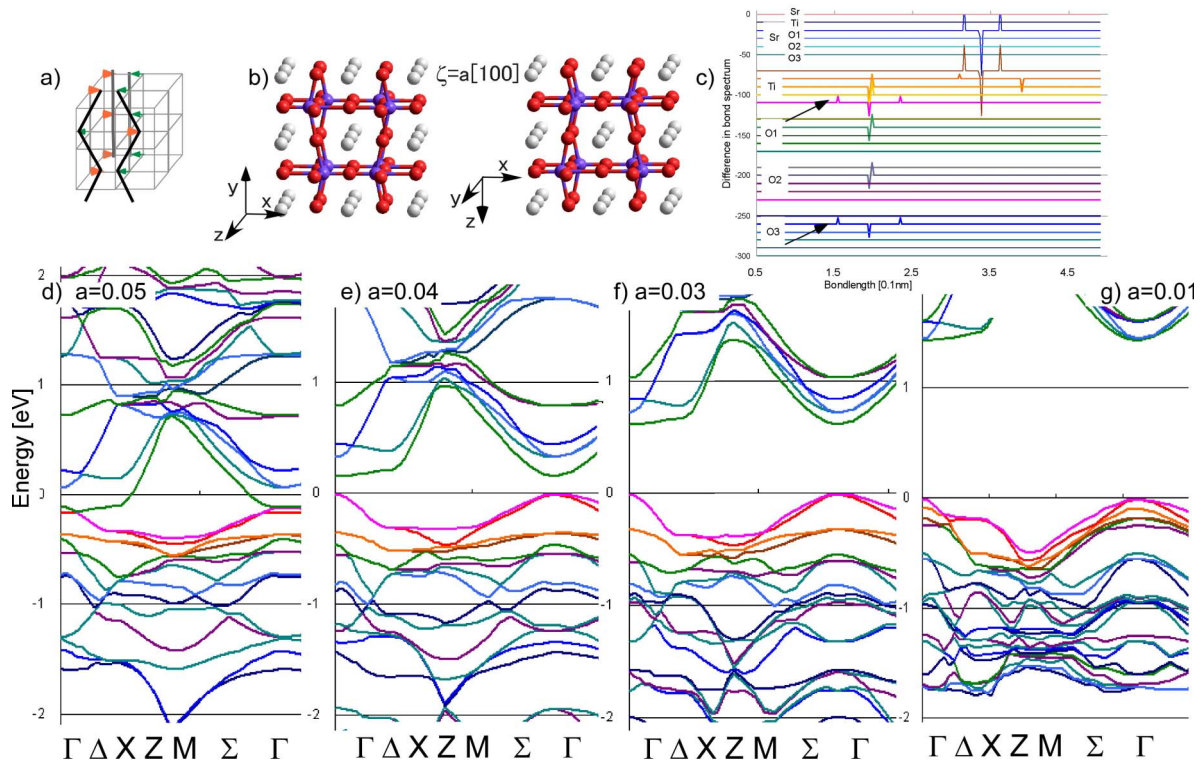 a)
b)
ζ=a[100]
y
x
z
x
y
z
c)
Difference in bond spectrum
0
-50
-100
-150
-200
-250
-300
Sr
Ti
Sr
O1
O2
O3
Ti
O1
O2
O3
0.5
1.5
2.5
3.5
4.5
Bondlength [0.1nm]
d) a=0.05
e) a=0.04
f) a=0.03
g) a=0.01
Energy [eV]
2
1
0
-1
-2
1
0
-1
-2
1
0
-1
-2
1
0
-1
-2
Γ Δ X Z M Σ Γ
Γ Δ X Z M Σ Γ
Γ Δ X Z M Σ Γ
Γ Δ X Z M Σ Γ